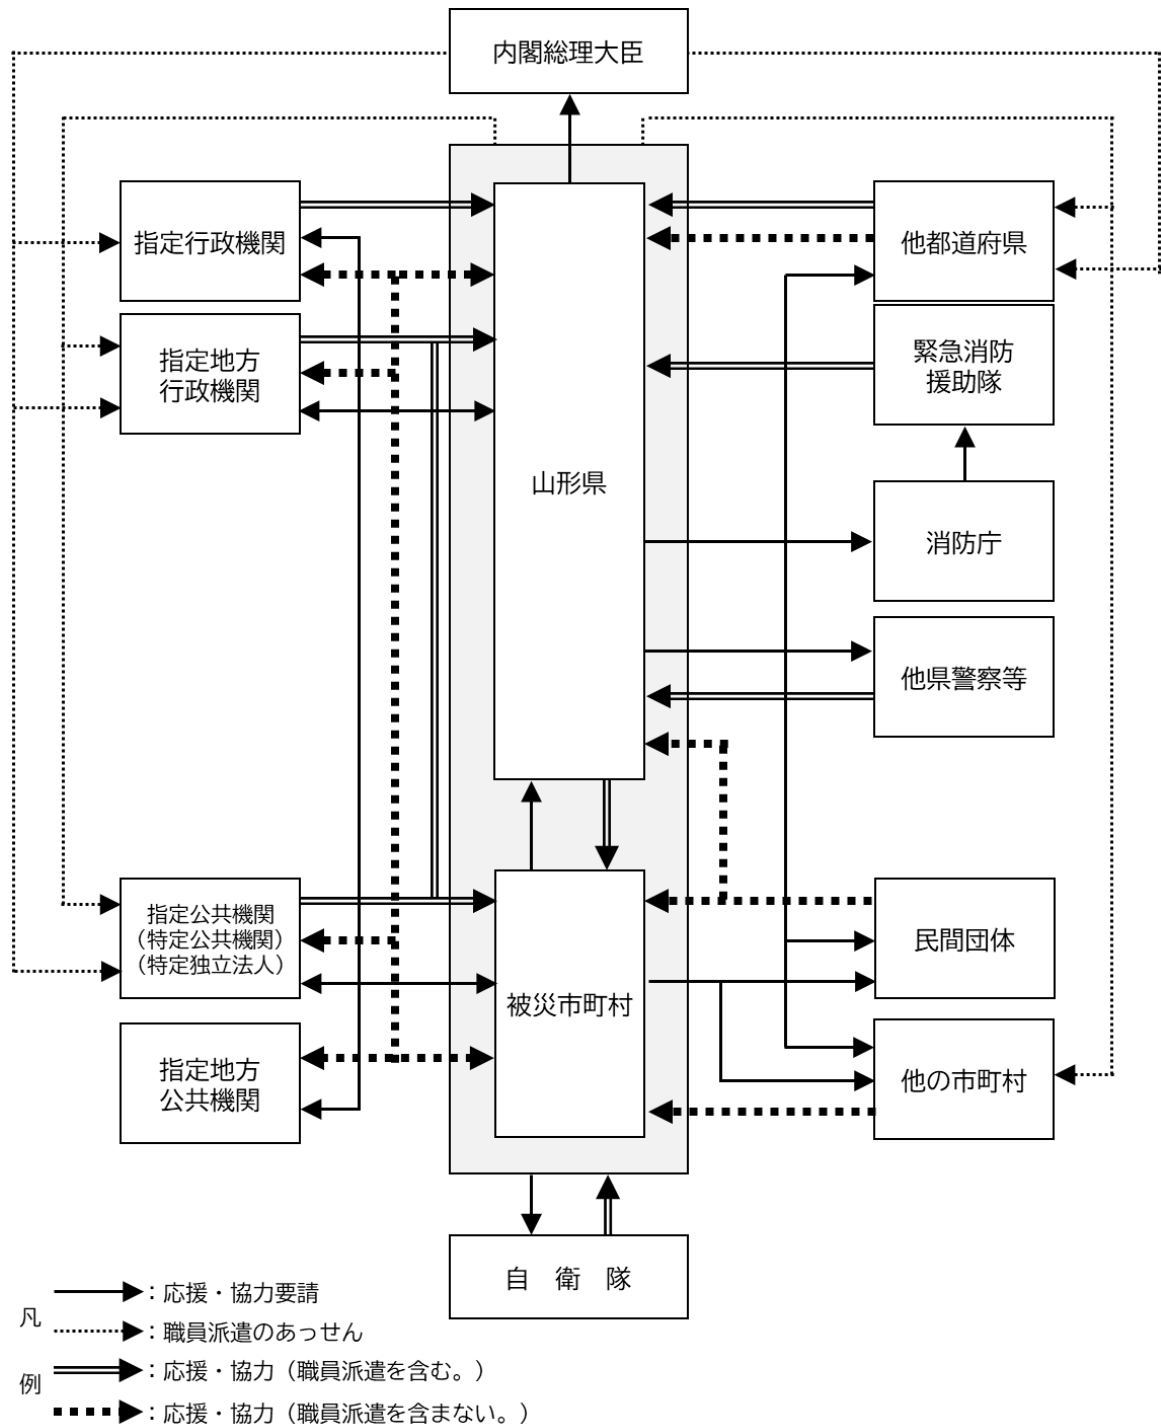 内閣総理大臣
指定行政機関
指定地方
行政機関
指定公共機関
（特定公共機関）
（特定独立法人）
指定地方
公共機関
山形県
被災市町村
他都道府県
緊急消防
援助隊
消防庁
他県警察等
民間団体
他の市町村
自　衛　隊
凡
例
：応援・協力要請
：職員派遣のあっせん
：応援・協力（職員派遣を含む。）
：応援・協力（職員派遣を含まない。）